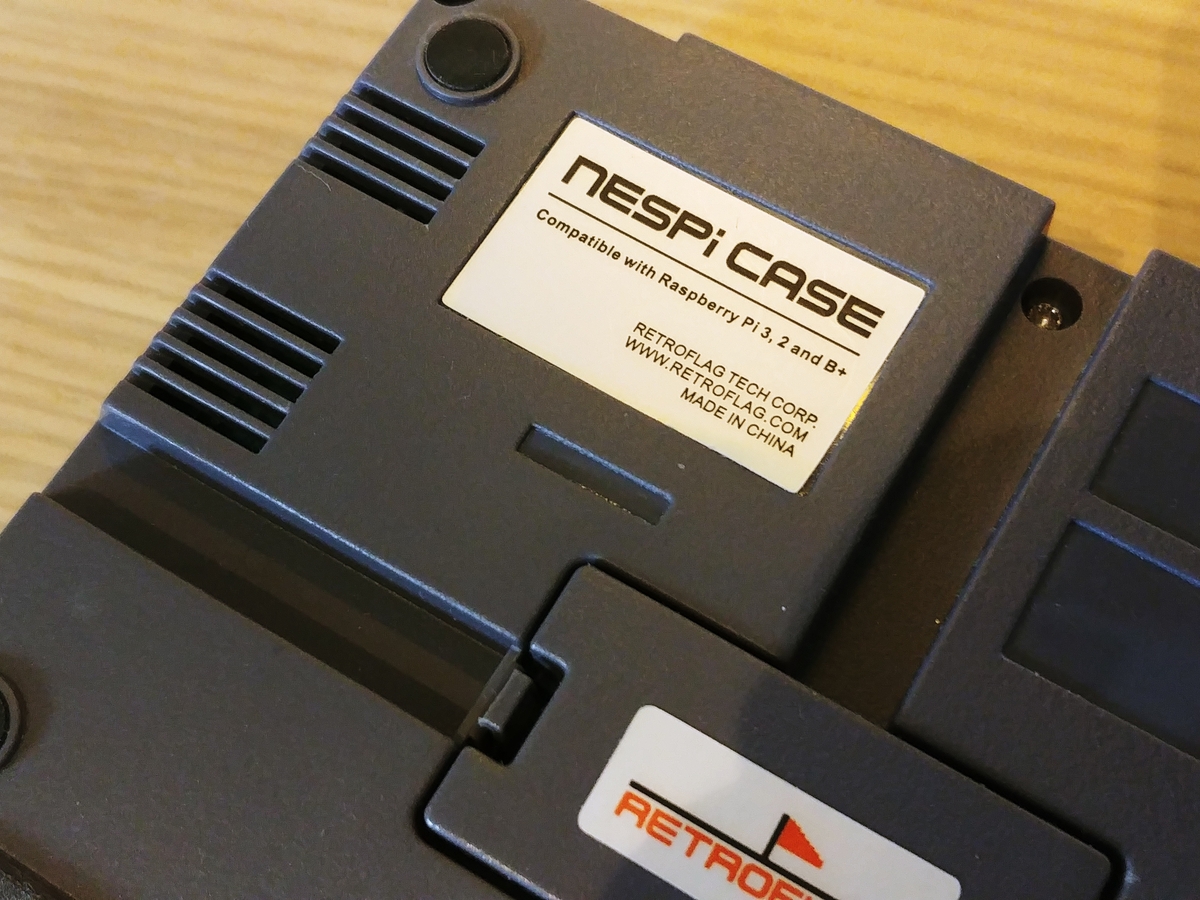 NESPi CASE
Compatible with Raspberry Pi 3, 2 and B+
RETROFLAG TECH CORP.
WWW.RETROFLAG.COM
MADE IN CHINA